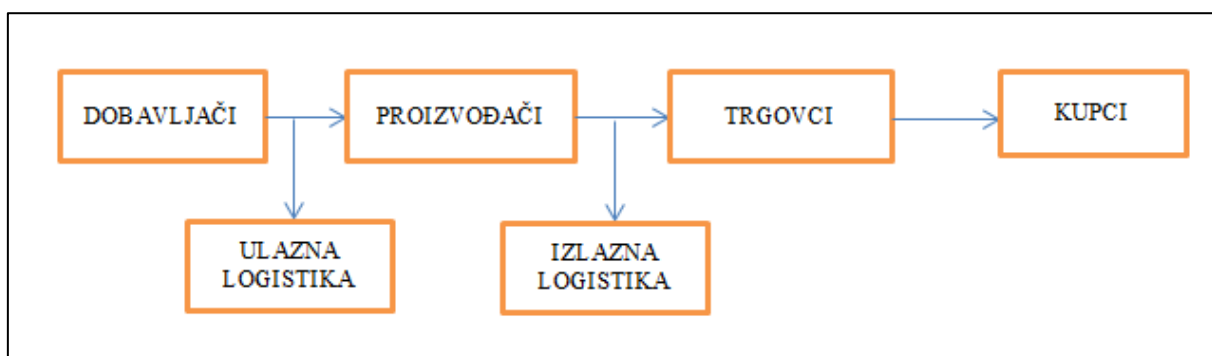 DOBAVLJAČI
PROIZVOĐAČI
TRGOVCI
KUPCI
ULAZNA
LOGISTIKA
IZLAZNA
LOGISTIKA